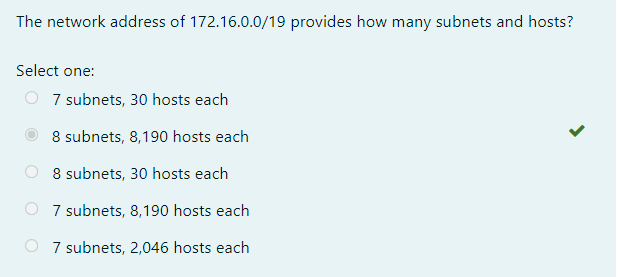 The network address of 172.16.0.0/19 provides how many subnets and hosts?
Select one:
7 subnets, 30 hosts each
8 subnets, 8,190 hosts each
8 subnets, 30 hosts each
7 subnets, 8,190 hosts each
7 subnets, 2,046 hosts each